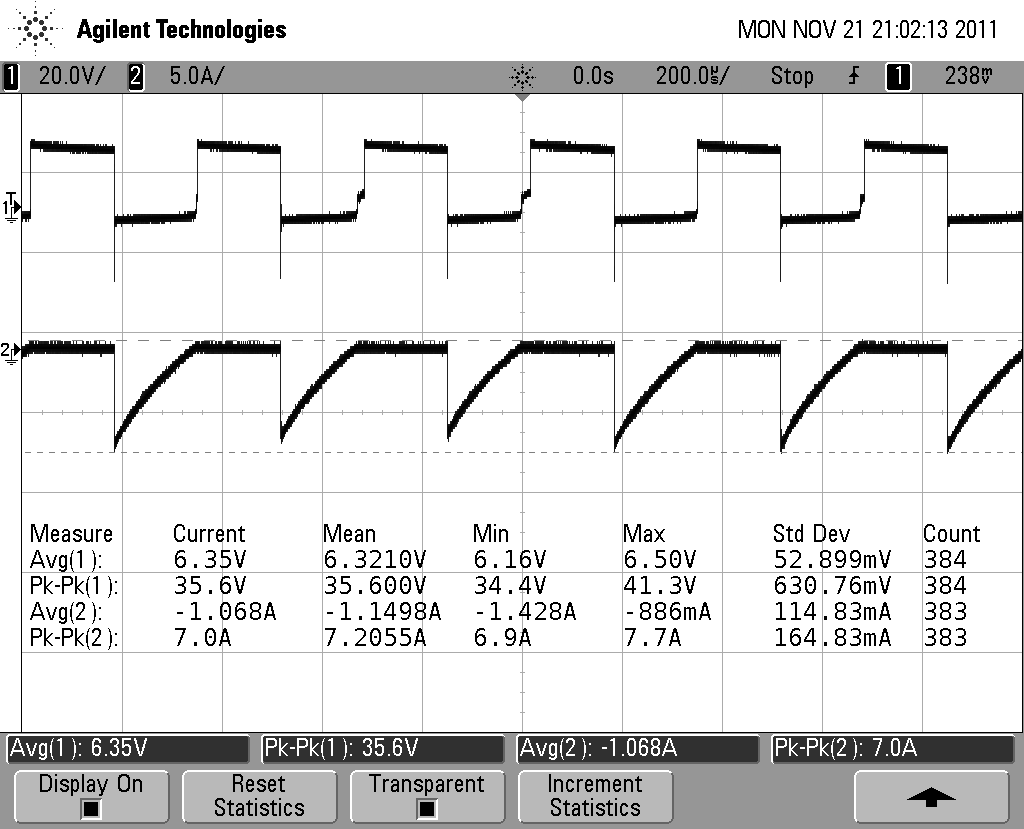 Agilent Technologies MON NOV 21 21:02:13 2011
1 20.0V/ 2 5.0A/ 0.0s 200.0µs/ Stop 1 238mV
T
1
2
Measure Current Mean Min Max Std Dev Count
Avg(1): 6.35V 6.3210V 6.16V 6.50V 52.899mV 384
Pk-Pk(1): 35.6V 35.600V 34.4V 41.3V 630.76mV 384
Avg(2): -1.068A -1.1498A -1.428A -886mA 114.83mA 383
Pk-Pk(2): 7.0A 7.2055A 6.9A 7.7A 164.83mA 383
Avg(1): 6.35V Pk-Pk(1): 35.6V Avg(2): -1.068A Pk-Pk(2): 7.0A
Display On Reset Statistics Transparent Increment Statistics